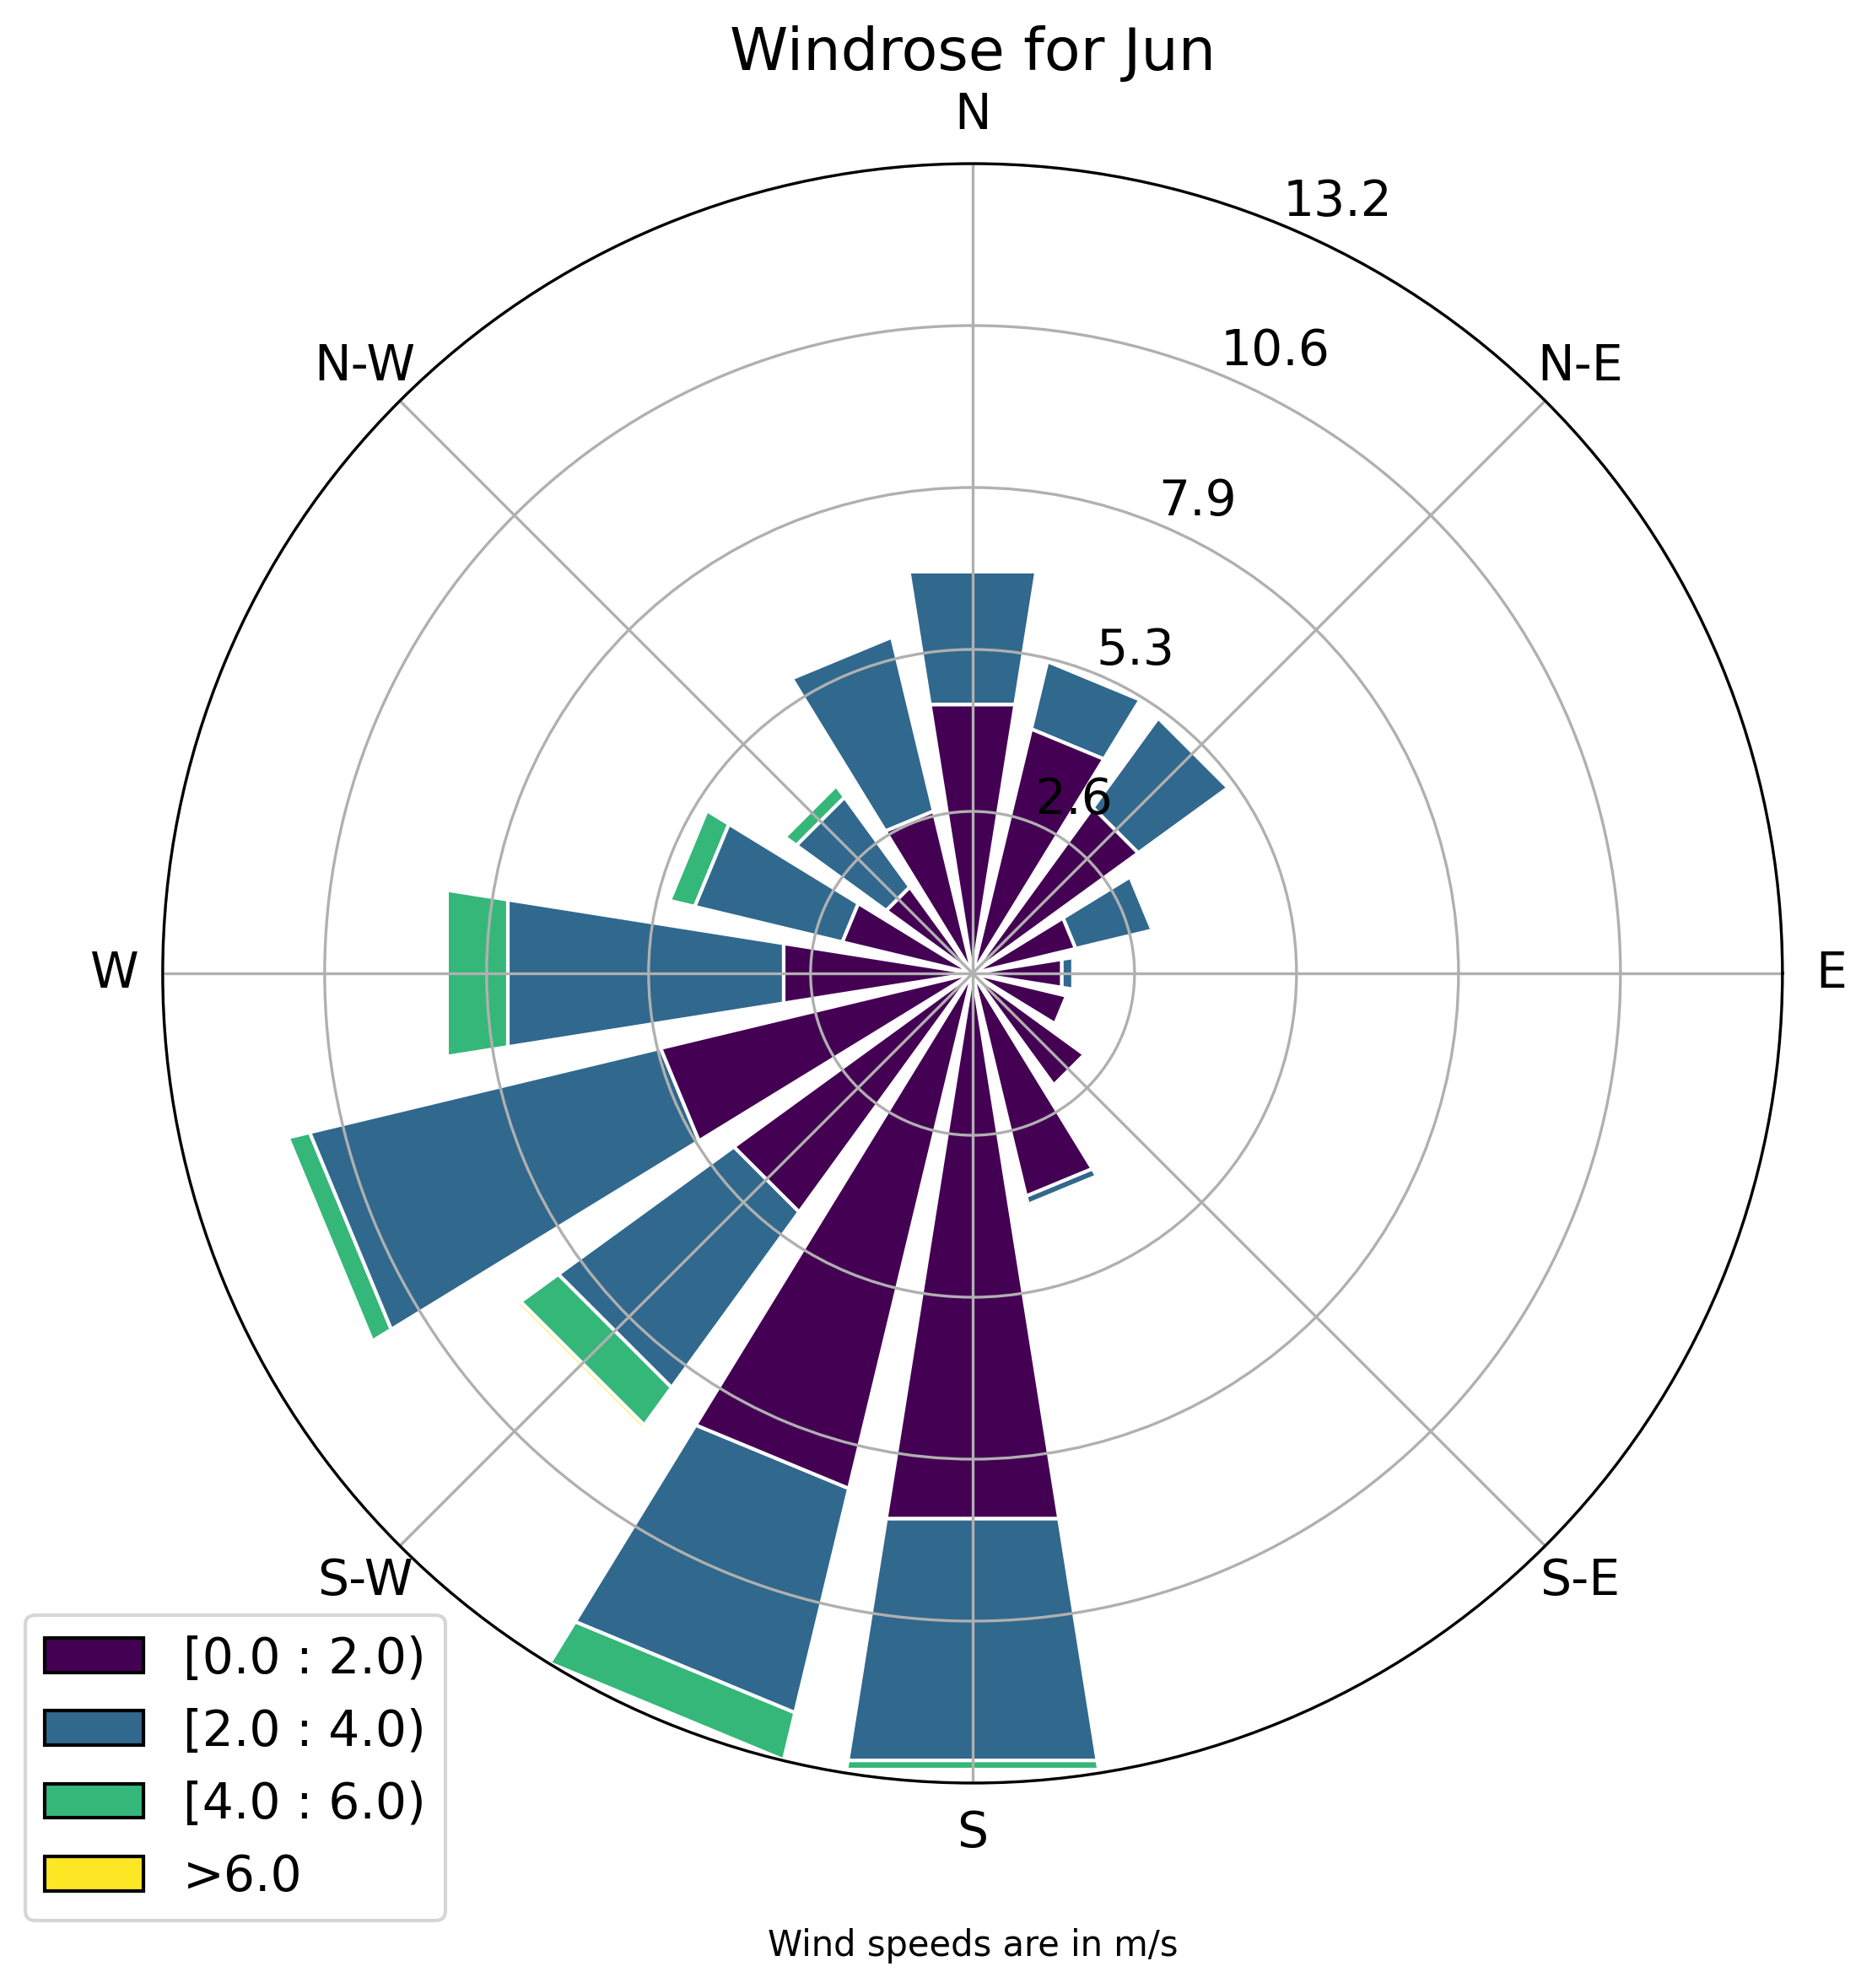 Windrose for Jun
N
13.2
N-W
10.6
N-E
7.9
5.3
2.6
W
E
S-W
S-E
[0.0 : 2.0)
[2.0 : 4.0)
[4.0 : 6.0)
>6.0
S
Wind speeds are in m/s